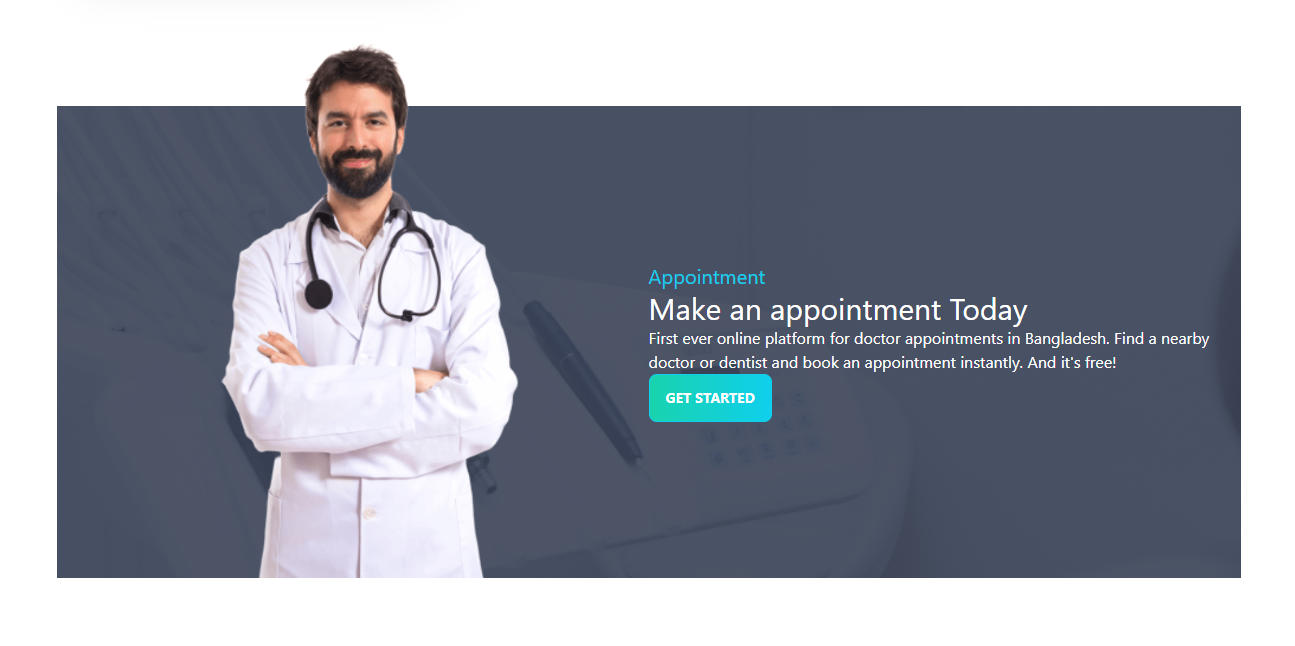 Appointment
Make an appointment Today
First ever online platform for doctor appointments in Bangladesh. Find a nearby
doctor or dentist and book an appointment instantly. And it's free!
GET STARTED